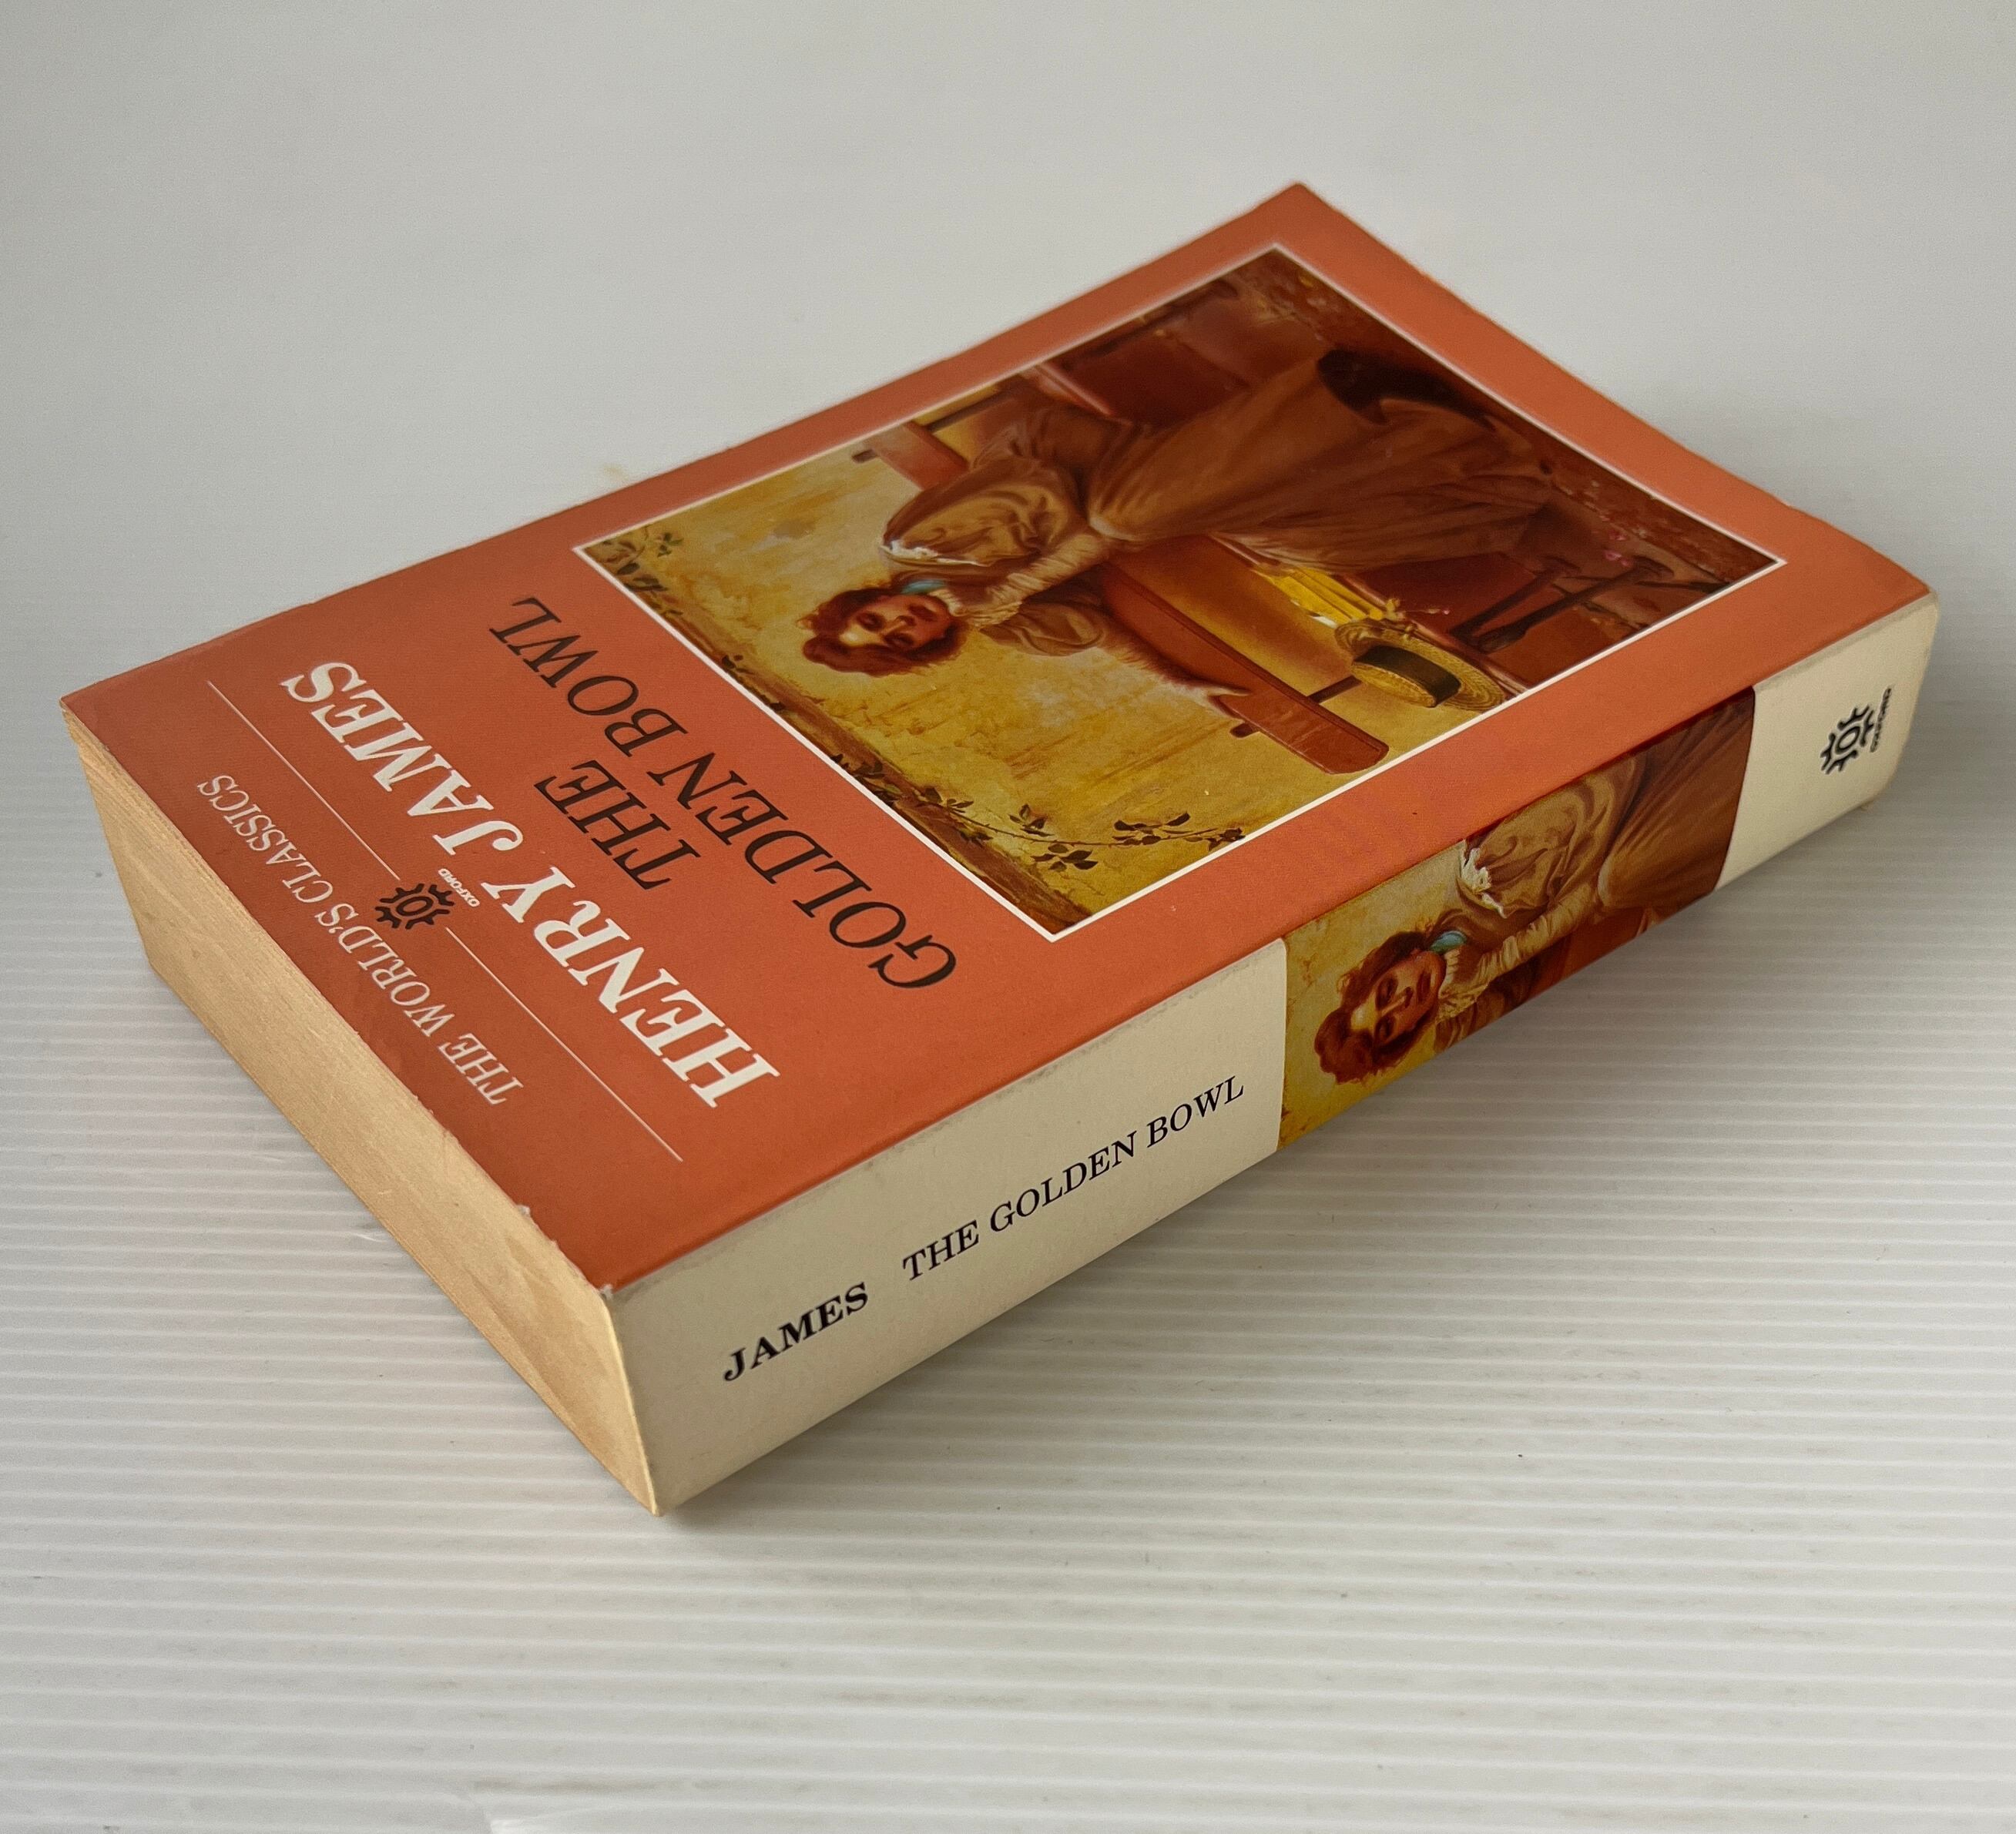 THE WORLD'S CLASSICS
OXFORD
HENRY JAMES
THE
GOLDEN BOWL
JAMES THE GOLDEN BOWL
OXFORD